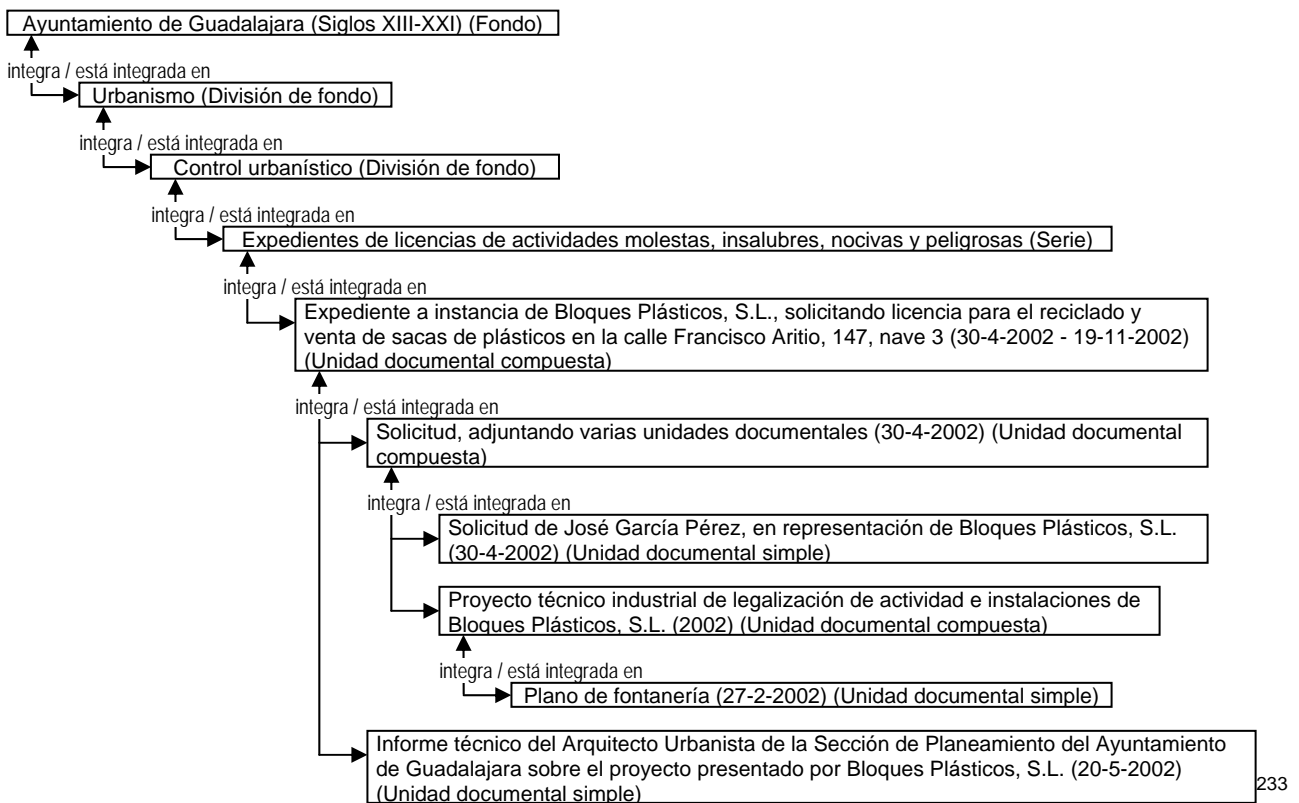 Ayuntamiento de Guadalajara (Siglos XIII-XXI) (Fondo)
integra / está integrada en
Urbanismo (División de fondo)
integra / está integrada en
Control urbanístico (División de fondo)
integra / está integrada en
Expedientes de licencias de actividades molestas, insalubres, nocivas y peligrosas (Serie)
integra / está integrada en
Expediente a instancia de Bloques Plásticos, S.L., solicitando licencia para el reciclado y
venta de sacas de plásticos en la calle Francisco Aritio, 147, nave 3 (30-4-2002 - 19-11-2002)
(Unidad documental compuesta)
integra / está integrada en
Solicitud, adjuntando varias unidades documentales (30-4-2002) (Unidad documental
compuesta)
integra / está integrada en
Solicitud de José García Pérez, en representación de Bloques Plásticos, S.L.
(30-4-2002) (Unidad documental simple)
Proyecto técnico industrial de legalización de actividad e instalaciones de
Bloques Plásticos, S.L. (2002) (Unidad documental compuesta)
integra / está integrada en
Plano de fontanería (27-2-2002) (Unidad documental simple)
Informe técnico del Arquitecto Urbanista de la Sección de Planeamiento del Ayuntamiento
de Guadalajara sobre el proyecto presentado por Bloques Plásticos, S.L. (20-5-2002)
(Unidad documental simple)
233